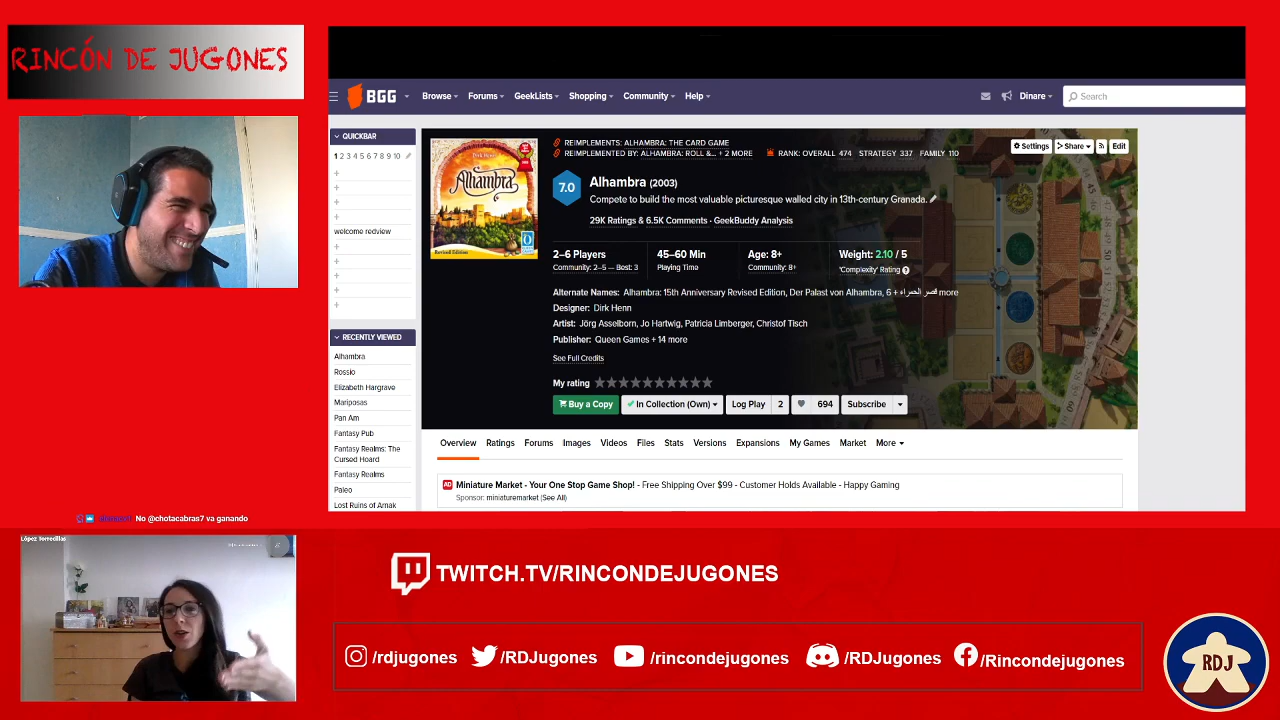 RINCÓN DE JUGONES
BGG
Browse
Forums
GeekLists
Shopping
Community
Help
Dinare
Search
QUICKBAR
1 2 3 4 5 6 7 8 9 10
welcome redview
RECENTLY VIEWED
Alhambra
Rossio
Elizabeth Hargrave
Mariposas
Pan Am
Fantasy Pub
Fantasy Realms: The
Cursed Hoard
Fantasy Realms
Paleo
Lost Ruins of Arnak
Dirk Henn
Alhambra
Revised Edition
REIMPLEMENTS: ALHAMBRA: THE CARD GAME
REIMPLEMENTED BY: ALHAMBRA: ROLL &... + 2 MORE
RANK: OVERALL 474 STRATEGY 337 FAMILY 110
Settings
Share
Edit
7.0
Alhambra (2003)
Compete to build the most valuable picturesque walled city in 13th-century Granada.
29K Ratings & 6.5K Comments · GeekBuddy Analysis
2–6 Players
Community: 2–5 — Best: 3
45–60 Min
Playing Time
Age: 8+
Community: 8+
Weight: 2.10 / 5
'Complexity' Rating
Alternate Names: Alhambra: 15th Anniversary Revised Edition, Der Palast von Alhambra, 6 + قصر الحمراء more
Designer: Dirk Henn
Artist: Jörg Asselborn, Jo Hartwig, Patricia Limberger, Christof Tisch
Publisher: Queen Games + 14 more
See Full Credits
My rating
Buy a Copy
In Collection (Own)
Log Play 2
694
Subscribe
Overview
Ratings
Forums
Images
Videos
Files
Stats
Versions
Expansions
My Games
Market
More
AD Miniature Market - Your One Stop Game Shop! - Free Shipping Over $99 - Customer Holds Available - Happy Gaming
Sponsor: miniaturemarket (See All)
No @chotacabras7 va ganando
López Torredillas
TWITCH.TV/RINCONDEJUGONES
/rdjugones
/RDJugones
/rincondejugones
/RDJugones
/Rincondejugones
RDJ